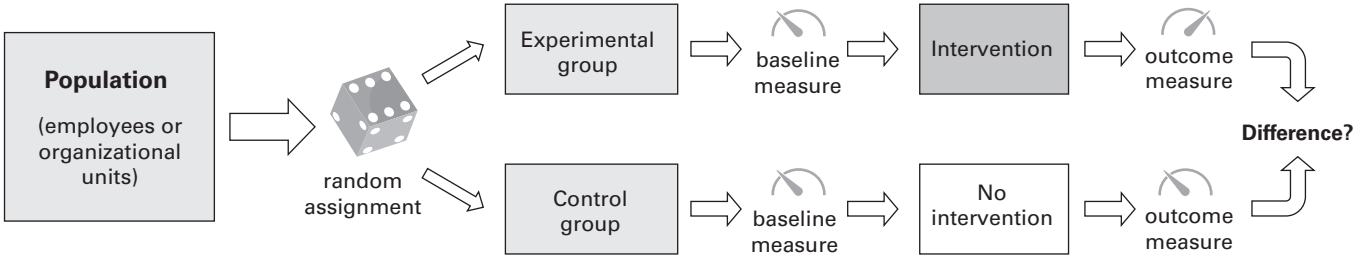 Population
(employees or
organizational
units)
random
assignment
Experimental
group
baseline
measure
Intervention
outcome
measure
Difference?
Control
group
baseline
measure
No
intervention
outcome
measure